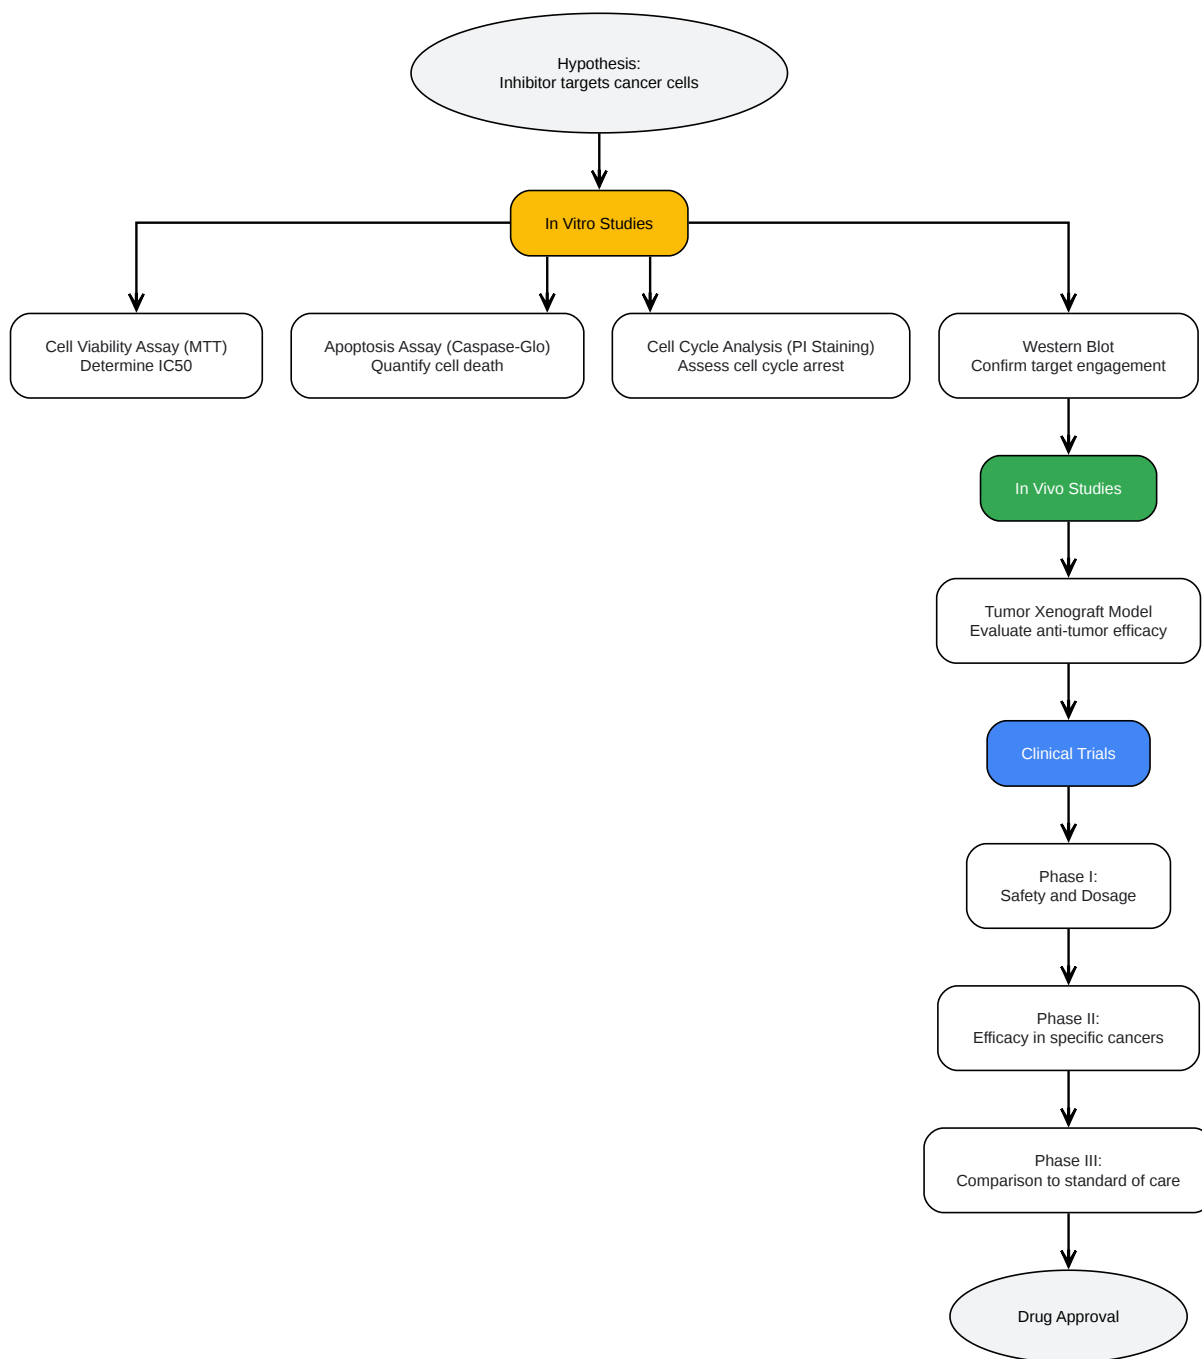 Hypothesis:
Inhibitor targets cancer cells
In Vitro Studies
Cell Viability Assay (MTT)
Determine IC50
Apoptosis Assay (Caspase-Glo)
Quantify cell death
Cell Cycle Analysis (PI Staining)
Assess cell cycle arrest
Western Blot
Confirm target engagement
In Vivo Studies
Tumor Xenograft Model
Evaluate anti-tumor efficacy
Clinical Trials
Phase I:
Safety and Dosage
Phase II:
Efficacy in specific cancers
Phase III:
Comparison to standard of care
Drug Approval